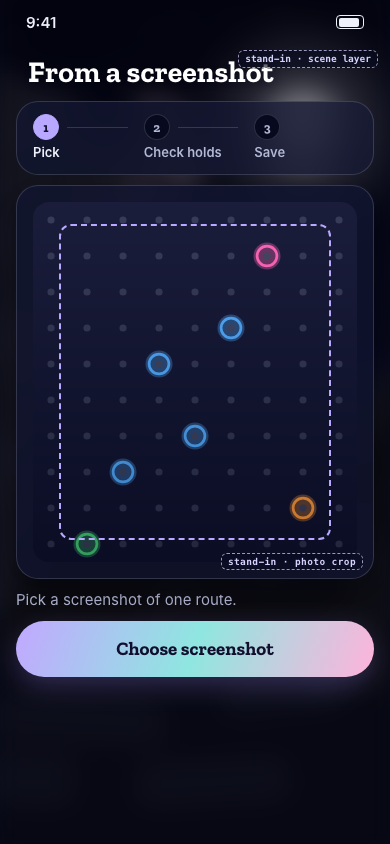 9:41
stand-in · scene layer
From a screenshot
1
2
3
Pick
Check holds
Save
stand-in · photo crop
Pick a screenshot of one route.
Choose screenshot